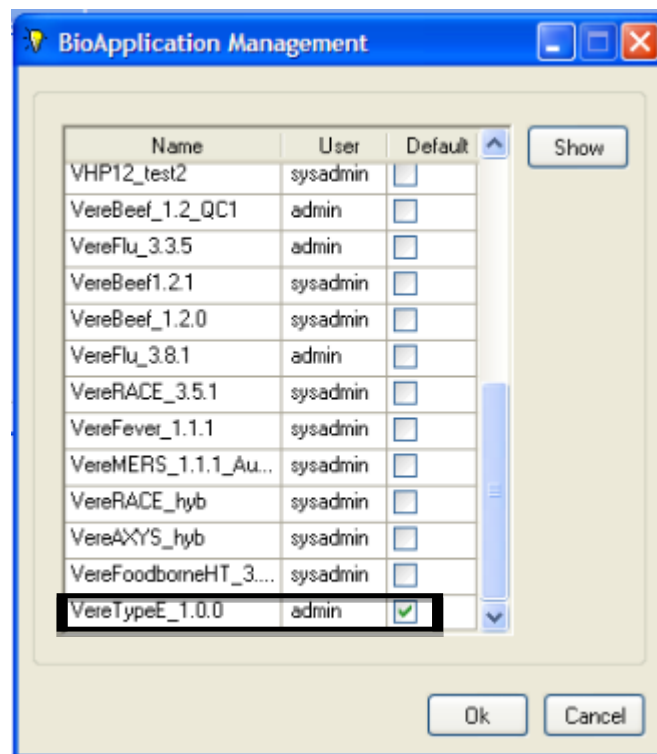 BioApplication Management
Name User Default
Show
VHP12_test2 sysadmin
VereBeef_1.2_QC1 admin
VereFlu_3.3.5 admin
VereBeef1.2.1 sysadmin
VereBeef_1.2.0 sysadmin
VereFlu_3.8.1 admin
VereRACE_3.5.1 sysadmin
VereFever_1.1.1 sysadmin
VereMERS_1.1.1_Au... sysadmin
VereRACE_hyb sysadmin
VereAXYS_hyb sysadmin
VereFoodborneHT_3.... sysadmin
VereTypeE_1.0.0 admin
Ok Cancel